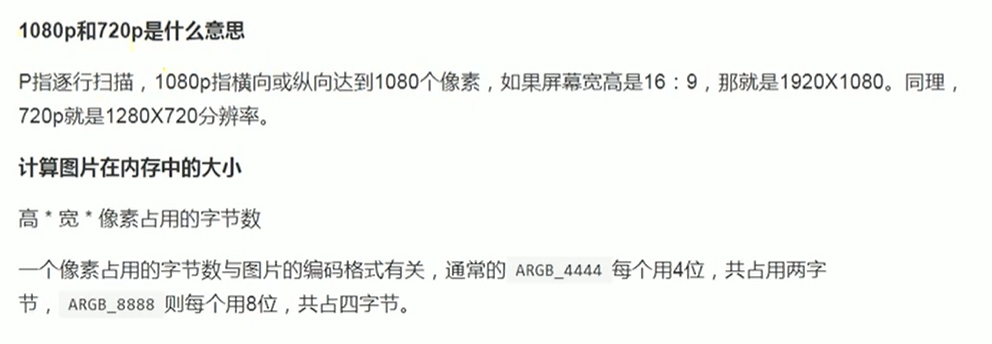 1080p和720p是什么意思
P指逐行扫描，1080p指横向或纵向达到1080个像素，如果屏幕宽高是16：9，那就是1920X1080。同理，
720p就是1280X720分辨率。
计算图片在内存中的大小
高 * 宽 * 像素占用的字节数
一个像素占用的字节数与图片的编码格式有关，通常的 ARGB_4444 每个用4位，共占用两字
节，ARGB_8888 则每个用8位，共占四字节。